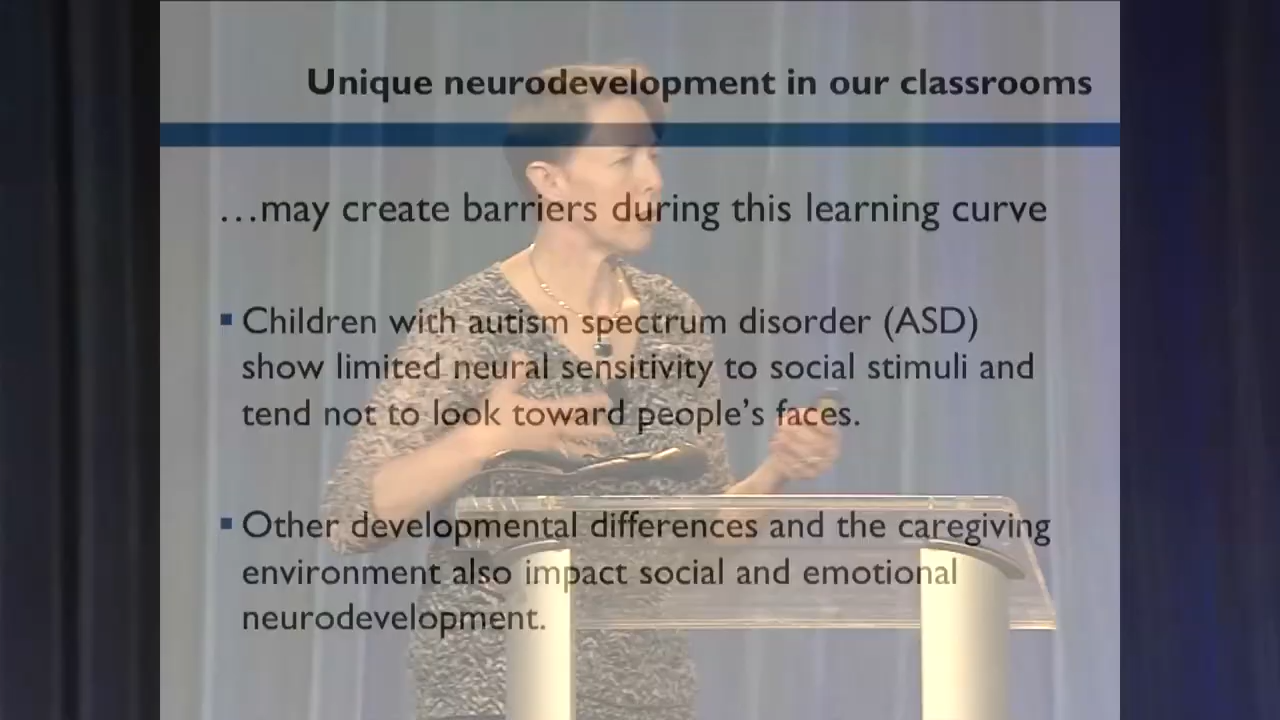 Unique neurodevelopment in our classrooms
…may create barriers during this learning curve
▪ Children with autism spectrum disorder (ASD)
show limited neural sensitivity to social stimuli and
tend not to look toward people's faces.
▪ Other developmental differences and the caregiving
environment also impact social and emotional
neurodevelopment.